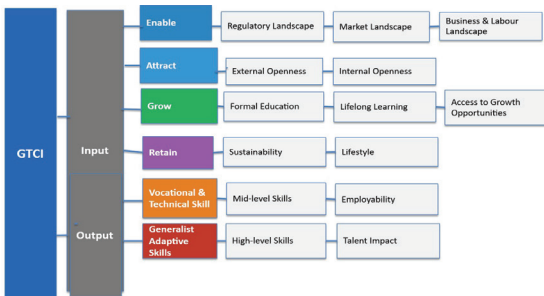 GTCI
Input
Output
Enable
Regulatory Landscape
Market Landscape
Business & Labour
Landscape
Attract
External Openness
Internal Openness
Grow
Formal Education
Lifelong Learning
Access to Growth
Opportunities
Retain
Sustainability
Lifestyle
Vocational &
Technical Skill
Mid-level Skills
Employability
Generalist
Adaptive
Skills
High-level Skills
Talent Impact